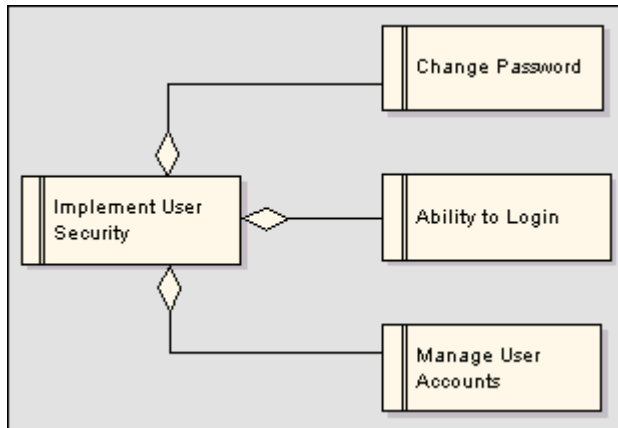 Change Password
Implement User
Security
Ability to Login
Manage User
Accounts